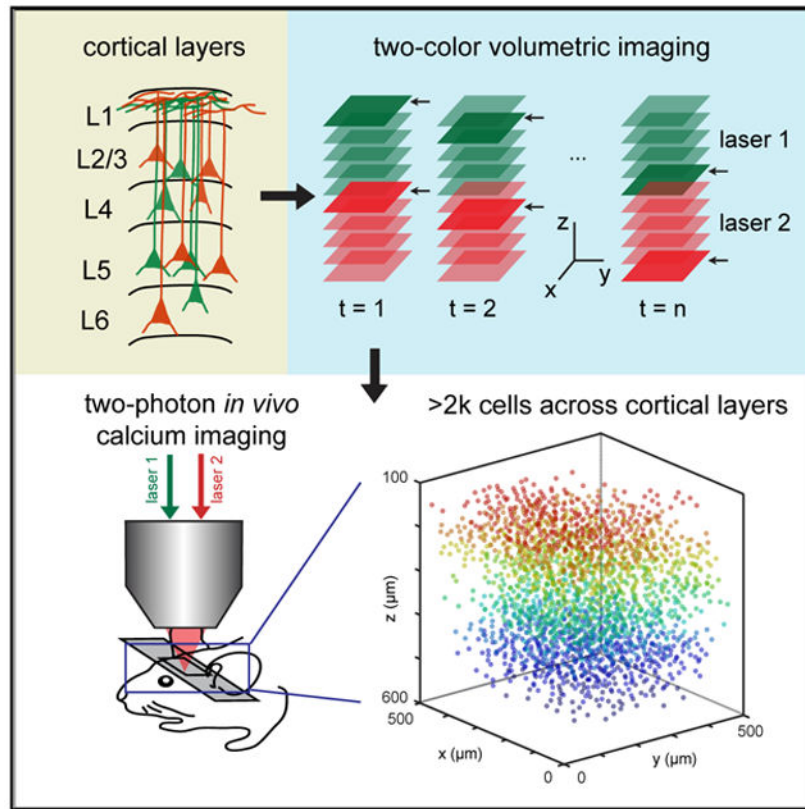 cortical layers
L1
L2/3
L4
L5
L6
two-color volumetric imaging
...
laser 1
laser 2
z
y
x
t = 1
t = 2
t = n
two-photon in vivo
calcium imaging
laser 1
laser 2
>2k cells across cortical layers
100
z (μm)
600
500
x (μm)
0
0
y (μm)
500